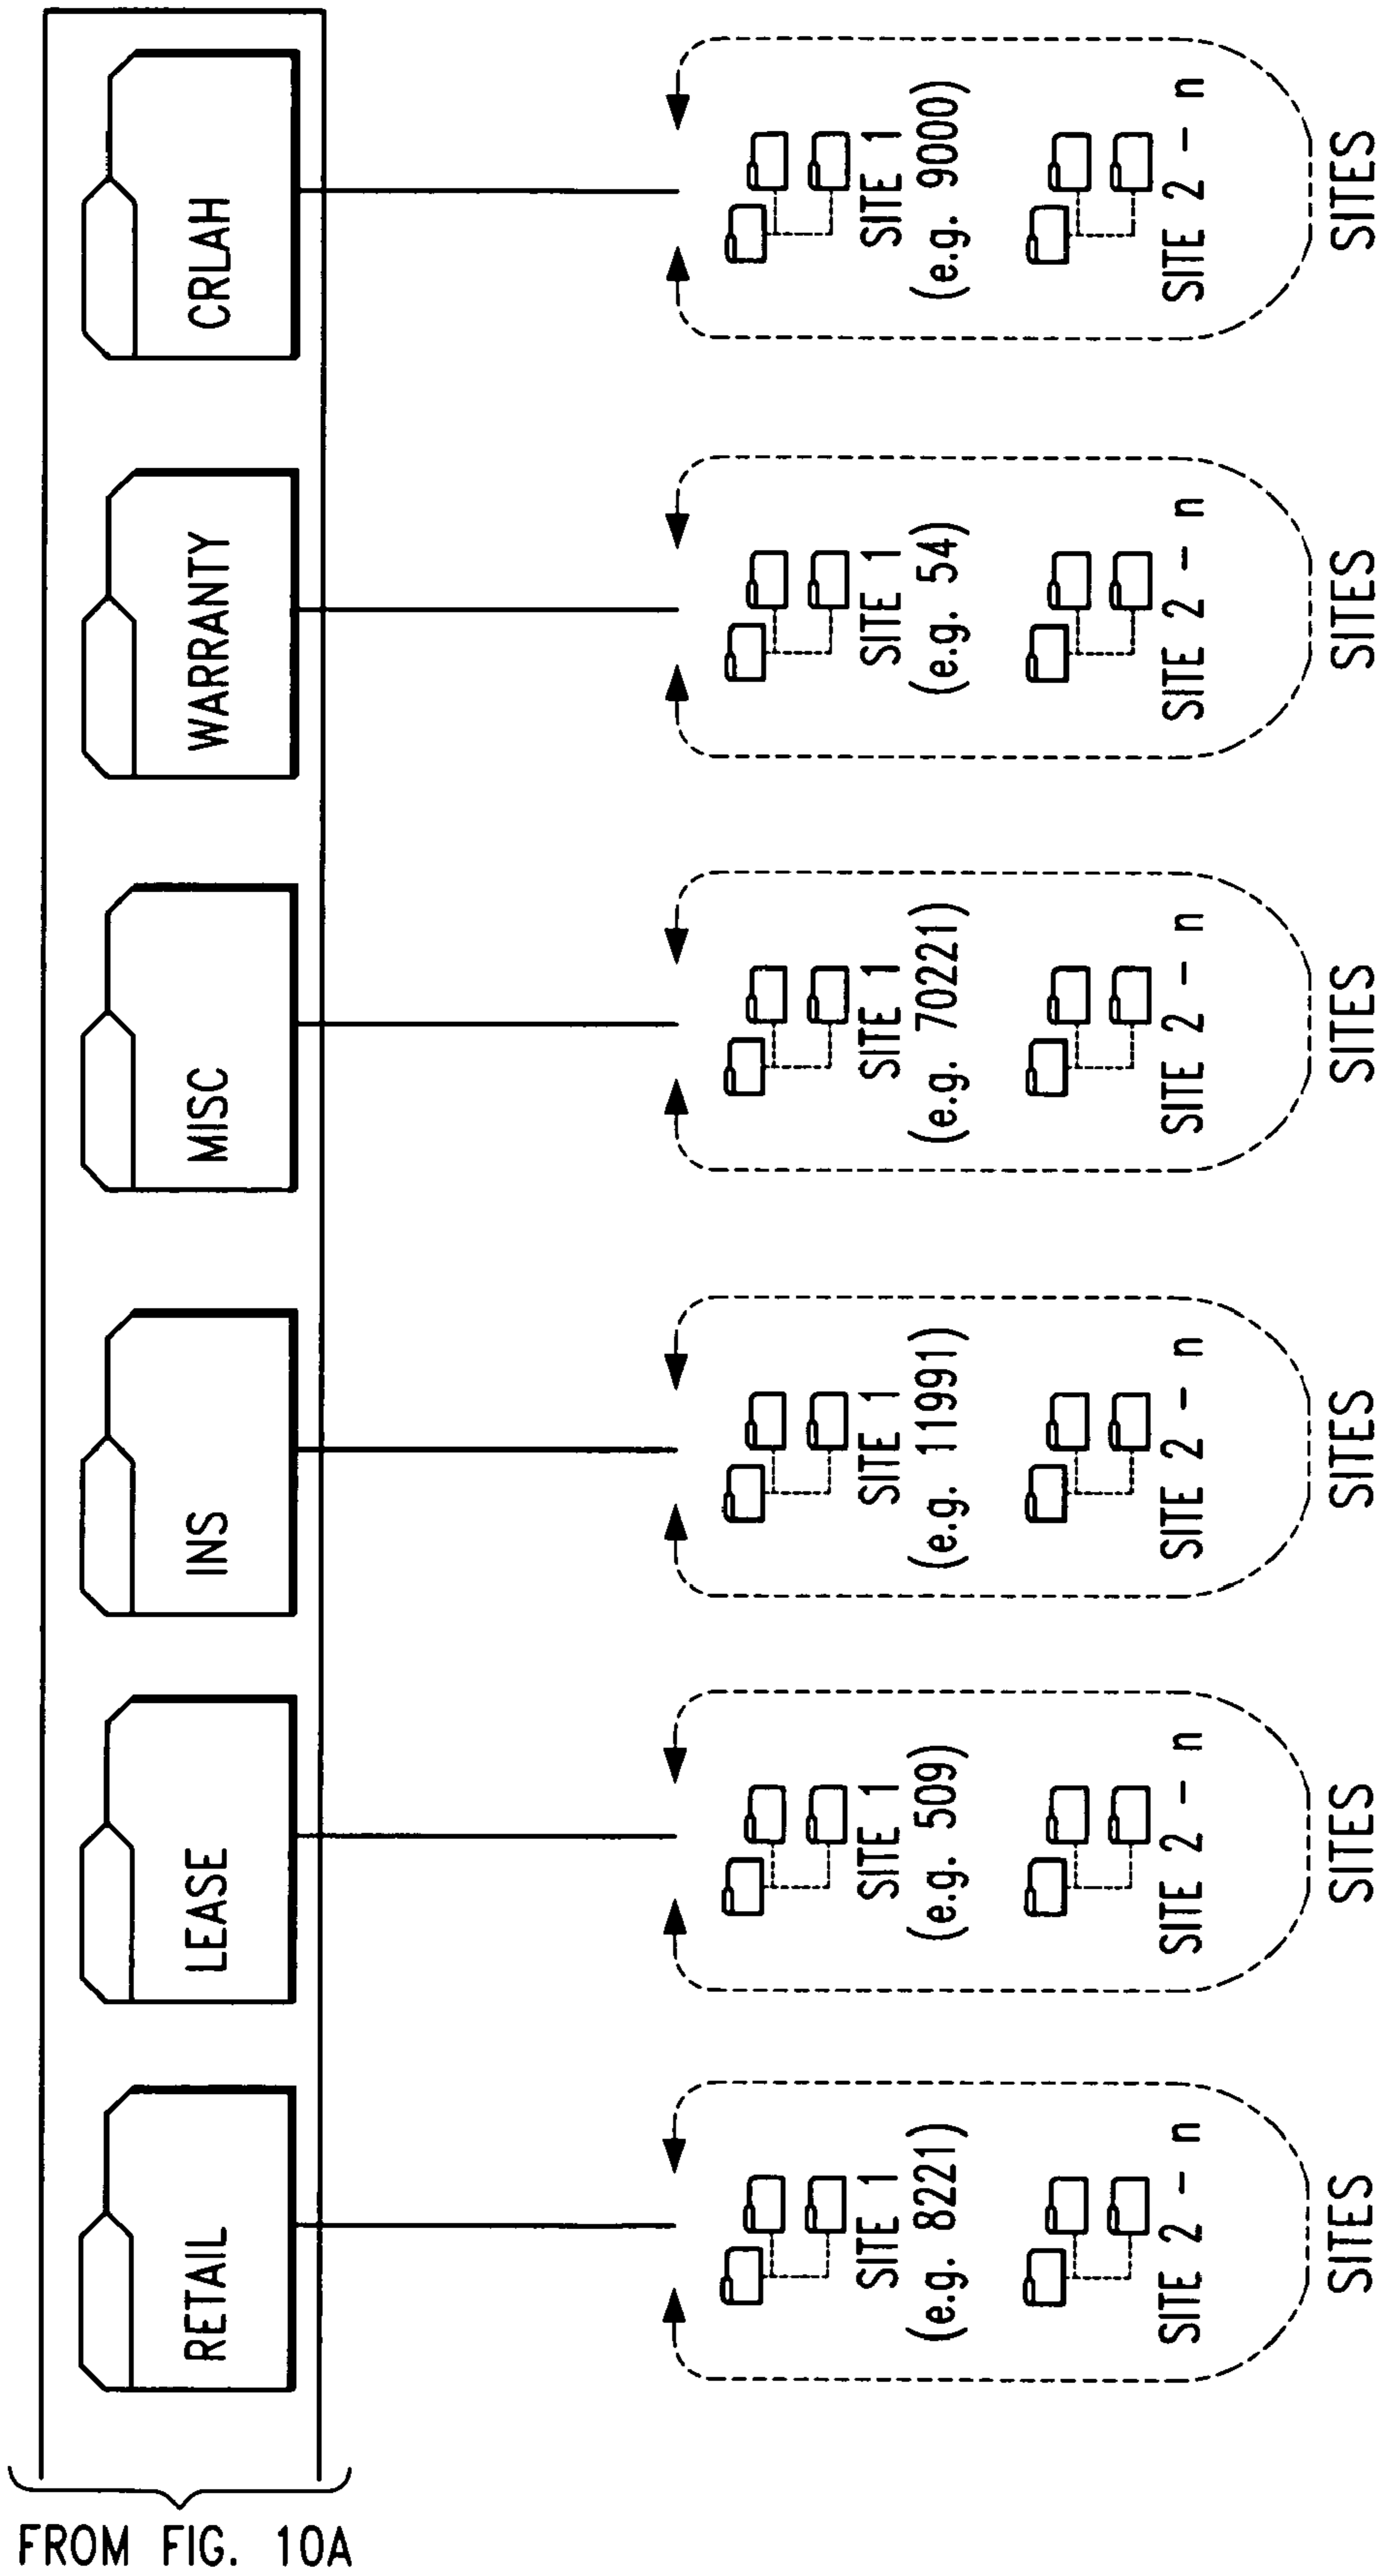 FROM FIG. 10A
RETAIL
LEASE
INS
MISC
WARRANTY
CRLAH
SITE 1
(e.g. 8221)
SITE 2 - n
SITES
SITE 1
(e.g. 509)
SITE 2 - n
SITES
SITE 1
(e.g. 11991)
SITE 2 - n
SITES
SITE 1
(e.g. 70221)
SITE 2 - n
SITES
SITE 1
(e.g. 54)
SITE 2 - n
SITES
SITE 1
(e.g. 9000)
SITE 2 - n
SITES